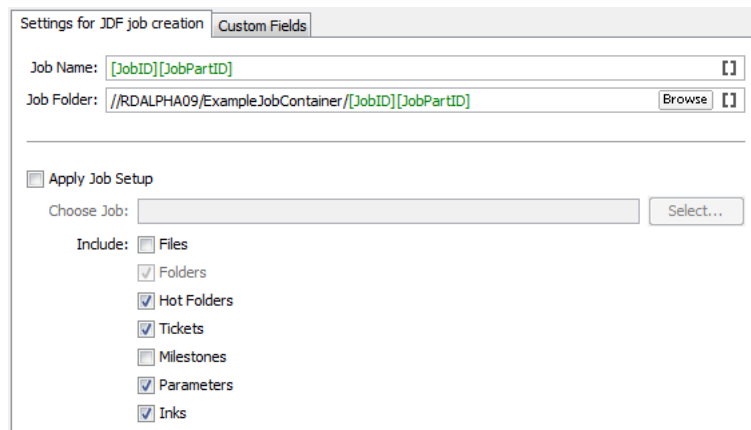 Settings for JDF job creation Custom Fields
Job Name: [JobID][JobPartID] []
Job Folder: //RDALPHA09/ExampleJobContainer/[JobID][JobPartID] Browse []
Apply Job Setup
Choose Job: Select...
Include: Files
Folders
Hot Folders
Tickets
Milestones
Parameters
Inks